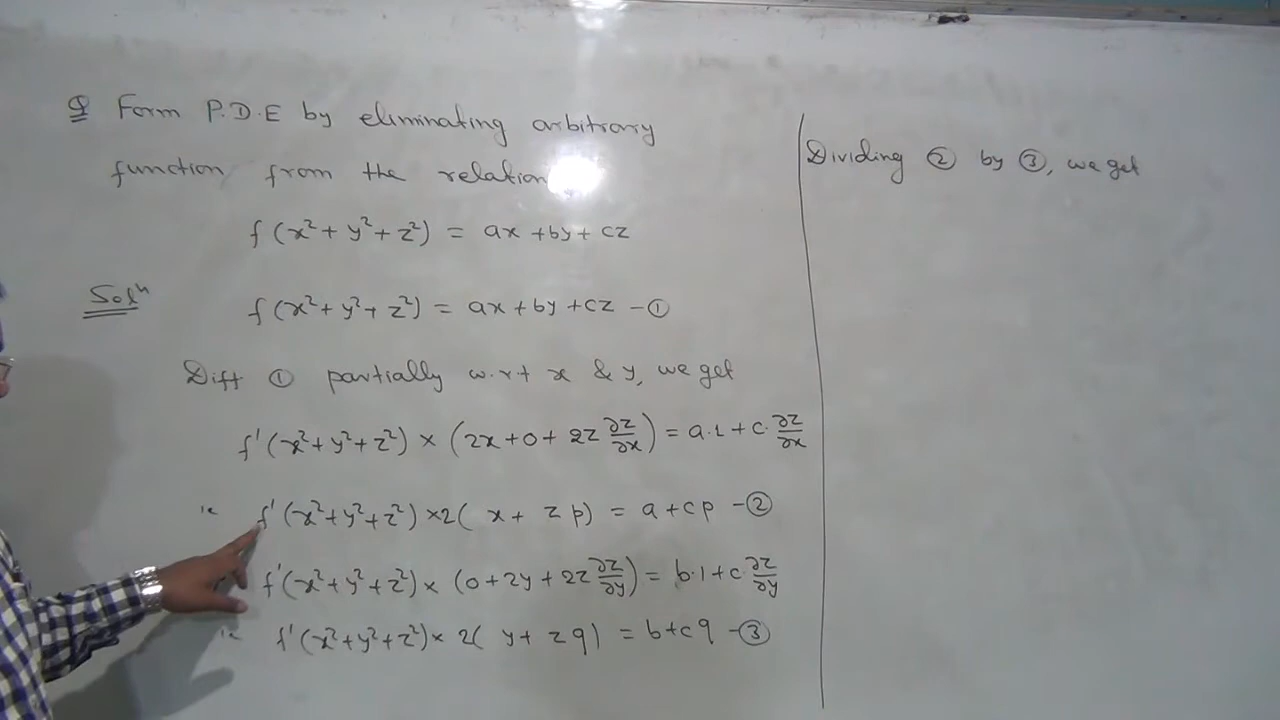 Q Form P.D.E by eliminating arbitrary
function from the relation
f(x²+y²+z²) = ax+by+cz
Solⁿ f(x²+y²+z²) = ax+by+cz -①
Diff ① partially w.r.t x & y, we get
f'(x²+y²+z²) × (2x+0+2z ∂z/∂x) = a.1+c.∂z/∂x
ie f'(x²+y²+z²) ×2( x+ zp) = a+cp -②
f'(x²+y²+z²) × (0+2y+2z ∂z/∂y) = b.1+c.∂z/∂y
ie f'(x²+y²+z²) × 2( y+ zq) = b+cq -③
Dividing ② by ③, we get